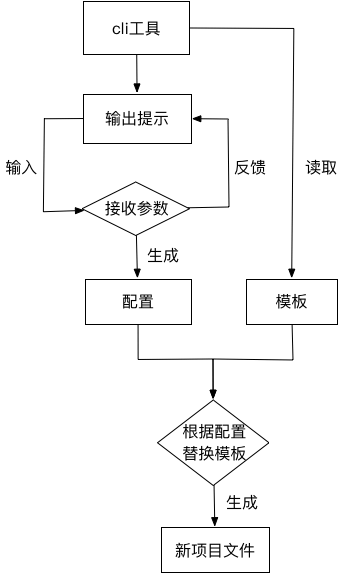 cli工具
输出提示
输入
反馈
读取
接收参数
生成
配置
模板
根据配置
替换模板
生成
新项目文件